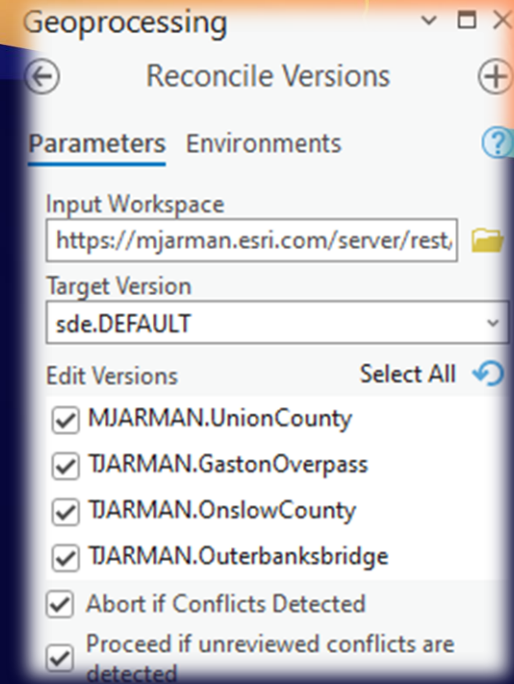 Geoprocessing
Reconcile Versions
Parameters Environments
Input Workspace
https://mjarman.esri.com/server/rest/
Target Version
sde.DEFAULT
Edit Versions Select All
MJARMAN.UnionCounty
TJARMAN.GastonOverpass
TJARMAN.OnslowCounty
TJARMAN.Outerbanksbridge
Abort if Conflicts Detected
Proceed if unreviewed conflicts are
detected